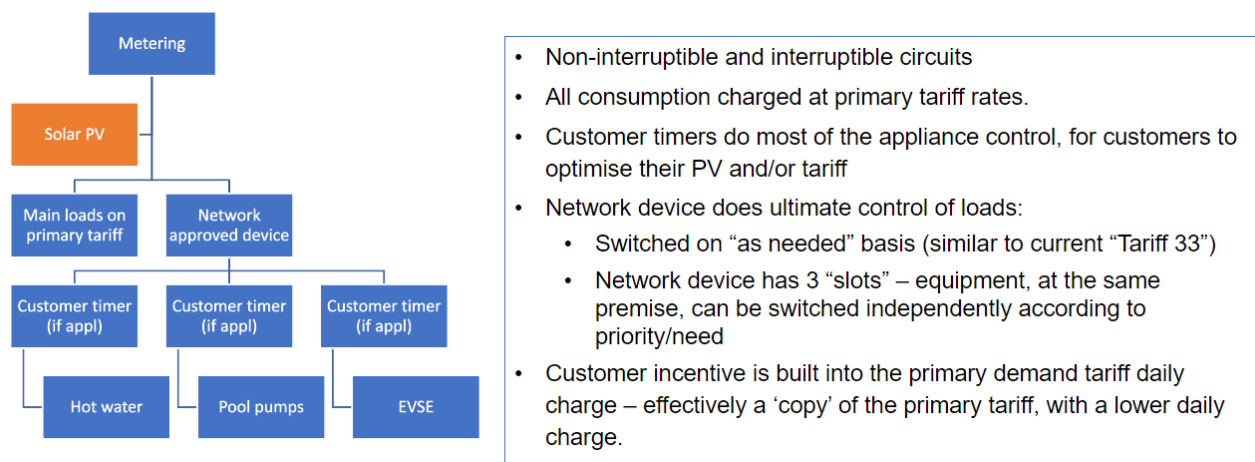 Metering
Solar PV
Main loads on
primary tariff
Network
approved device
Customer timer
(if appl)
Customer timer
(if appl)
Customer timer
(if appl)
Hot water
Pool pumps
EVSE
• Non-interruptible and interruptible circuits
• All consumption charged at primary tariff rates.
• Customer timers do most of the appliance control, for customers to
optimise their PV and/or tariff
• Network device does ultimate control of loads:
• Switched on “as needed” basis (similar to current “Tariff 33”)
• Network device has 3 “slots” – equipment, at the same
premise, can be switched independently according to
priority/need
• Customer incentive is built into the primary demand tariff daily
charge – effectively a ‘copy’ of the primary tariff, with a lower daily
charge.